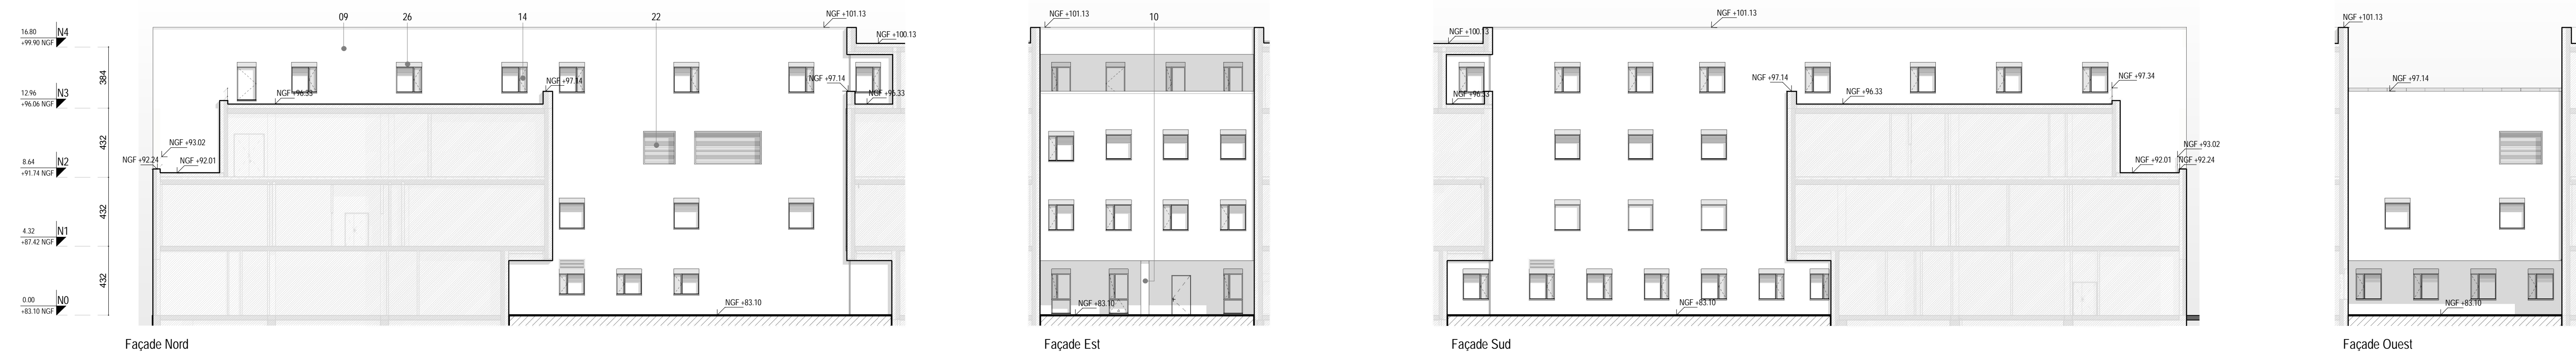 09
26
14
22
10
NGF +101.13
NGF +101.13
NGF +101.13
NGF +101.13
16.80
N4
+99.90 NGF
NGF +100.13
NGF +100.13
384
NGF +97.14
NGF +97.14
NGF +97.14
NGF +97.34
NGF +97.14
12.96
N3
+96.06 NGF
NGF +96.33
NGF +96.33
NGF +96.33
NGF +96.33
432
NGF +93.02
NGF +93.02
8.64
N2
+91.74 NGF
NGF +92.24
NGF +92.01
NGF +92.01
NGF +92.24
432
4.32
N1
+87.42 NGF
432
0.00
N0
+83.10 NGF
NGF +83.10
NGF +83.10
NGF +83.10
NGF +83.10
Façade Nord
Façade Est
Façade Sud
Façade Ouest